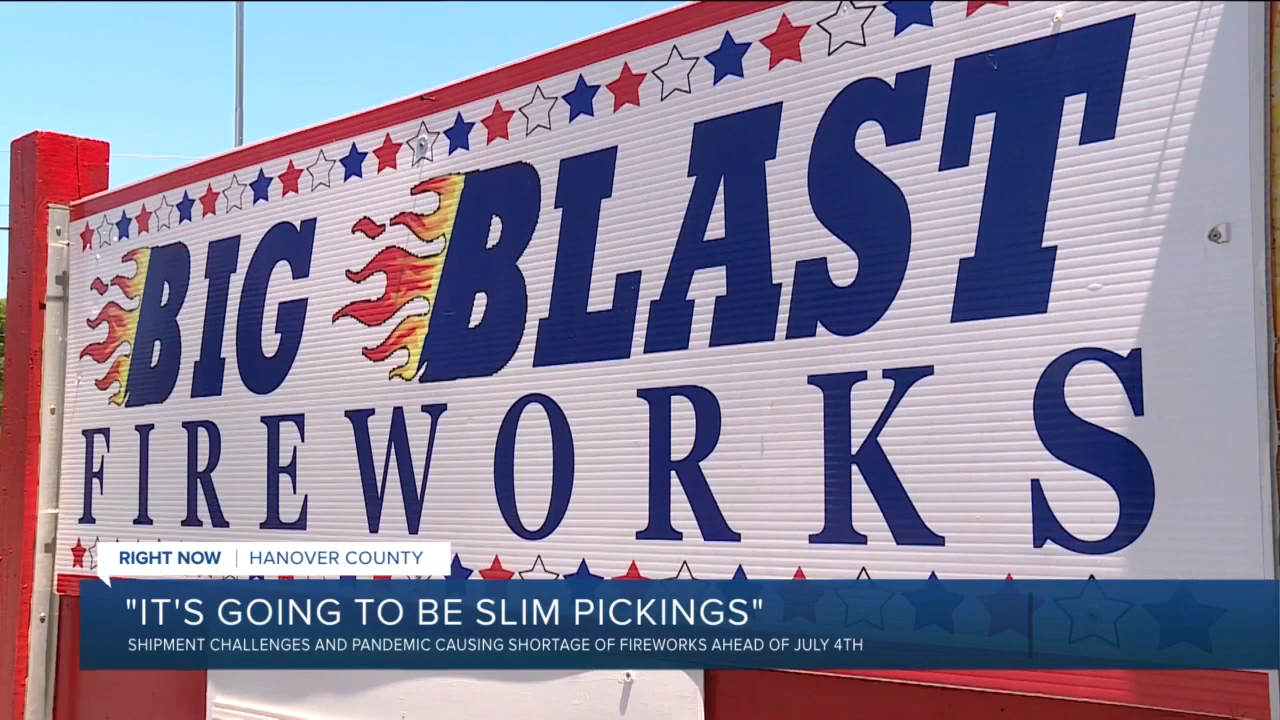 BIG BLAST
FIREWORKS
RIGHT NOW | HANOVER COUNTY
"IT'S GOING TO BE SLIM PICKINGS"
SHIPMENT CHALLENGES AND PANDEMIC CAUSING SHORTAGE OF FIREWORKS AHEAD OF JULY 4TH